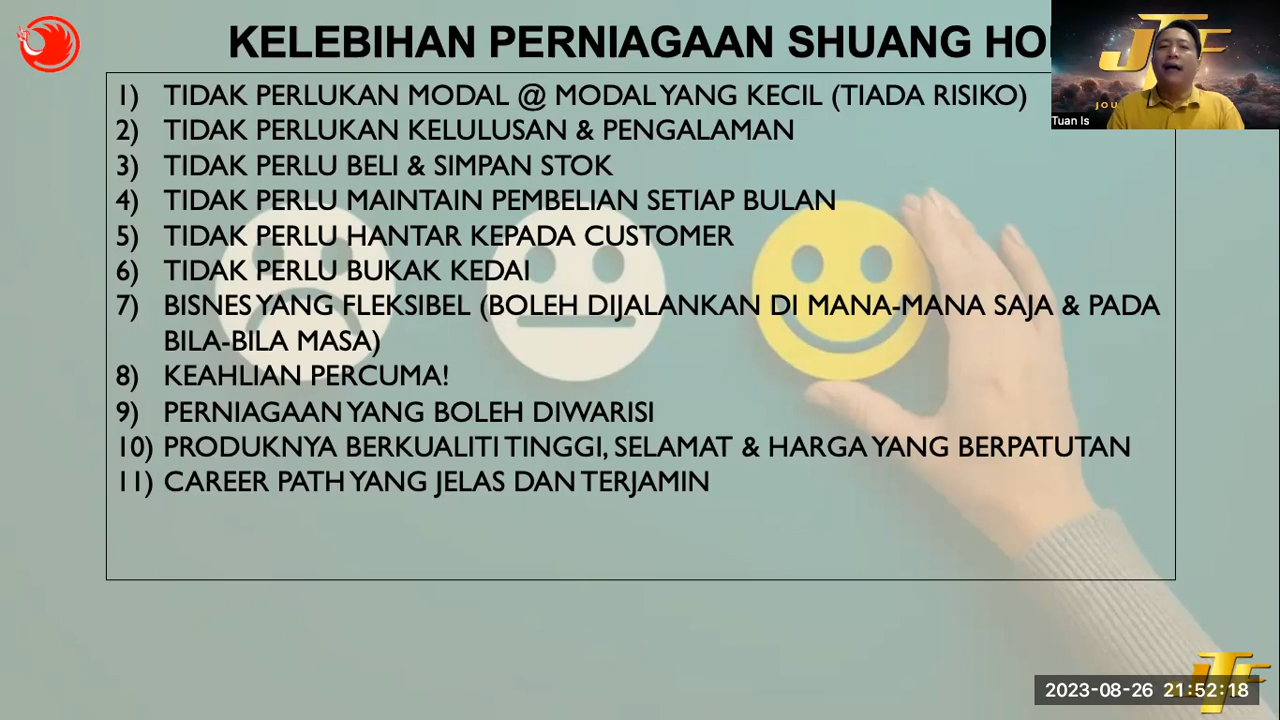 KELEBIHAN PERNIAGAAN SHUANG
1) TIDAK PERLUKAN MODAL @ MODAL YANG KECIL (TIADA RISIKO)
2) TIDAK PERLUKAN KELULUSAN & PENGALAMAN
3) TIDAK PERLU BELI & SIMPAN STOK
4) TIDAK PERLU MAINTAIN PEMBELIAN SETIAP BULAN
5) TIDAK PERLU HANTAR KEPADA CUSTOMER
6) TIDAK PERLU BUKAK KEDAI
7) BISNES YANG FLEKSIBEL (BOLEH DIJALANKAN DI MANA-MANA SAJA & PADA
BILA-BILA MASA)
8) KEAHLIAN PERCUMA!
9) PERNIAGAAN YANG BOLEH DIWARISI
10) PRODUKNYA BERKUALITI TINGGI, SELAMAT & HARGA YANG BERPATUTAN
11) CAREER PATH YANG JELAS DAN TERJAMIN
Tuan Is
JTF
2023-08-26 21:52:18